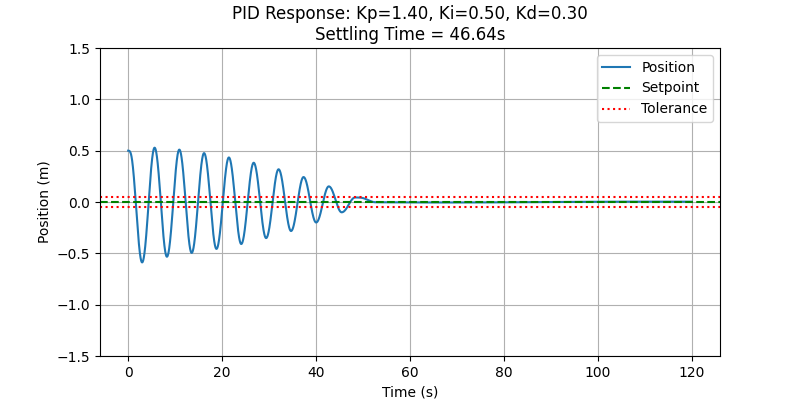 PID Response: Kp=1.40, Ki=0.50, Kd=0.30
Settling Time = 46.64s
Position
Setpoint
Tolerance
1.5
1.0
0.5
0.0
−0.5
−1.0
−1.5
Position (m)
0 20 40 60 80 100 120
Time (s)